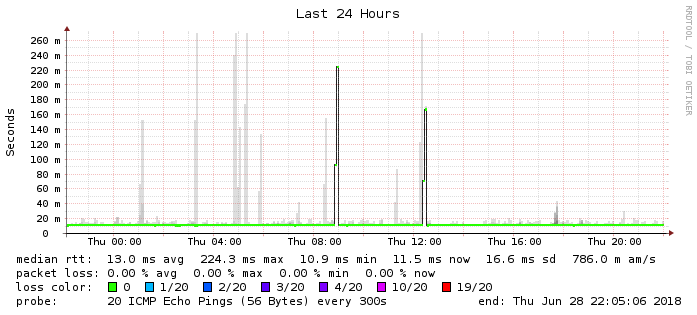 Last 24 Hours
RRDTOOL / TOBI OETIKER
Seconds
260 m
240 m
220 m
200 m
180 m
160 m
140 m
120 m
100 m
80 m
60 m
40 m
20 m
0
Thu 00:00 Thu 04:00 Thu 08:00 Thu 12:00 Thu 16:00 Thu 20:00
median rtt: 13.0 ms avg 224.3 ms max 10.9 ms min 11.5 ms now 16.6 ms sd 786.0 m am/s
packet loss: 0.00 % avg 0.00 % max 0.00 % min 0.00 % now
loss color: 0 1/20 2/20 3/20 4/20 10/20 19/20
probe: 20 ICMP Echo Pings (56 Bytes) every 300s end: Thu Jun 28 22:05:06 2018